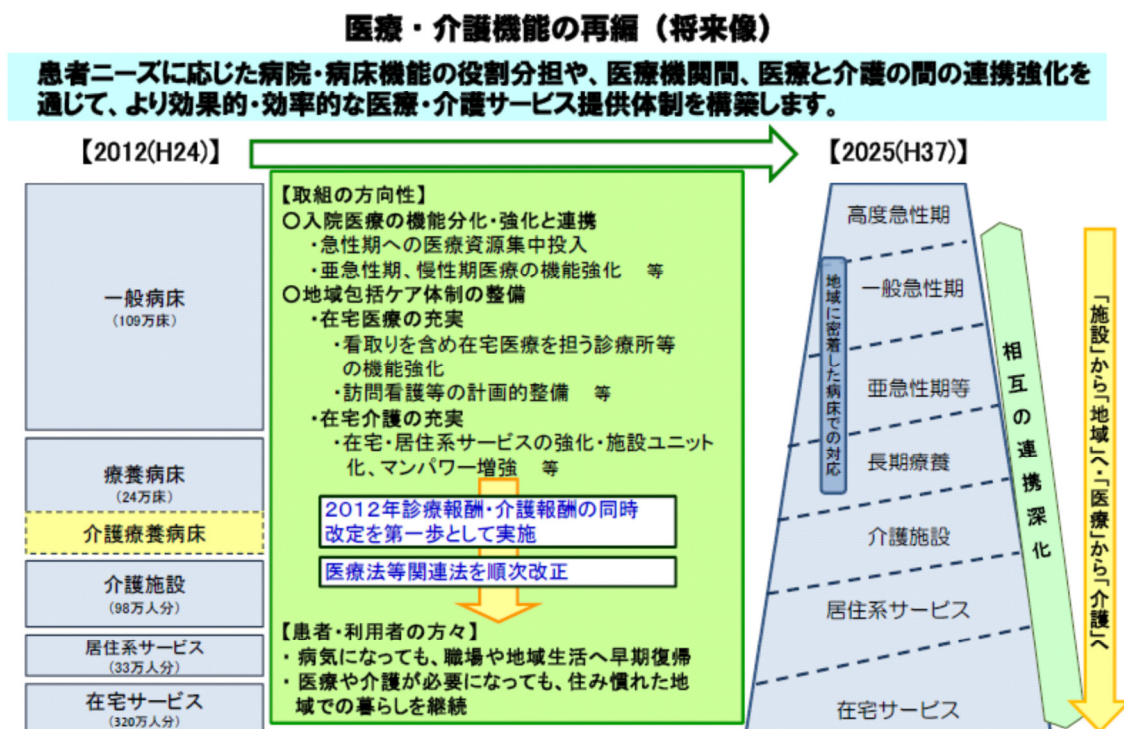 医療・介護機能の再編（将来像）
患者ニーズに応じた病院・病床機能の役割分担や、医療機関間、医療と介護の間の連携強化を
通じて、より効果的・効率的な医療・介護サービス提供体制を構築します。
【2012(H24)】
【2025(H37)】
一般病床
（109万床）
療養病床
（24万床）
介護療養病床
介護施設
（98万人分）
居住系サービス
（33万人分）
在宅サービス
（320万人分）
【取組の方向性】
〇入院医療の機能分化・強化と連携
・急性期への医療資源集中投入
・亜急性期、慢性期医療の機能強化　等
〇地域包括ケア体制の整備
・在宅医療の充実
・看取りを含め在宅医療を担う診療所等
の機能強化
・訪問看護等の計画的整備　等
・在宅介護の充実
・在宅・居住系サービスの強化・施設ユニット
化、マンパワー増強　等
2012年診療報酬・介護報酬の同時
改定を第一歩として実施
医療法等関連法を順次改正
【患者・利用者の方々】
・ 病気になっても、職場や地域生活へ早期復帰
・ 医療や介護が必要になっても、住み慣れた地
域での暮らしを継続
高度急性期
一般急性期
亜急性期等
長期療養
介護施設
居住系サービス
在宅サービス
地域に密着した病床での対応
相互の連携深化
「施設」から「地域」へ・「医療」から「介護」へ